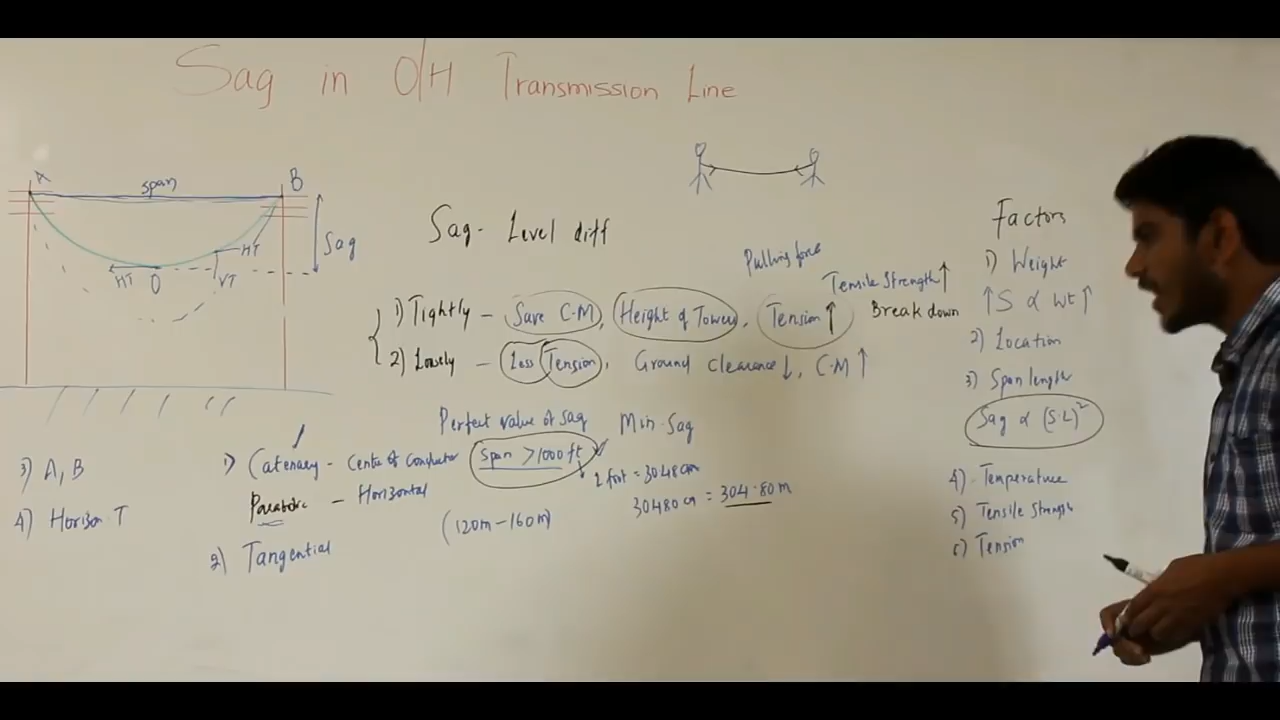 Sag in O/H Transmission Line
A
span
B
Sag
HT
HT
O
VT
Sag - Level diff
Pulling force
Tensile Strength ↑
1) Tightly - Save C.M, Height of Tower, Tension ↑ Break down
2) Loosely - Less Tension, Ground Clearance ↓, C.M ↑
Perfect value of sag Min. Sag
1) Catenary - Centre of Conductor Span > 1000 ft
Parabolic - Horizontal
1 foot = 30.48 cm
30480 cm = 304.80 m
(120m - 160m)
2) Tangential
3) A, B
4) Horizon T
Factors
1) Weight
↑ S ∝ Wt ↑
2) Location
3) Span length
Sag ∝ (S.L)²
4) Temperature
5) Tensile Strength
6) Tension